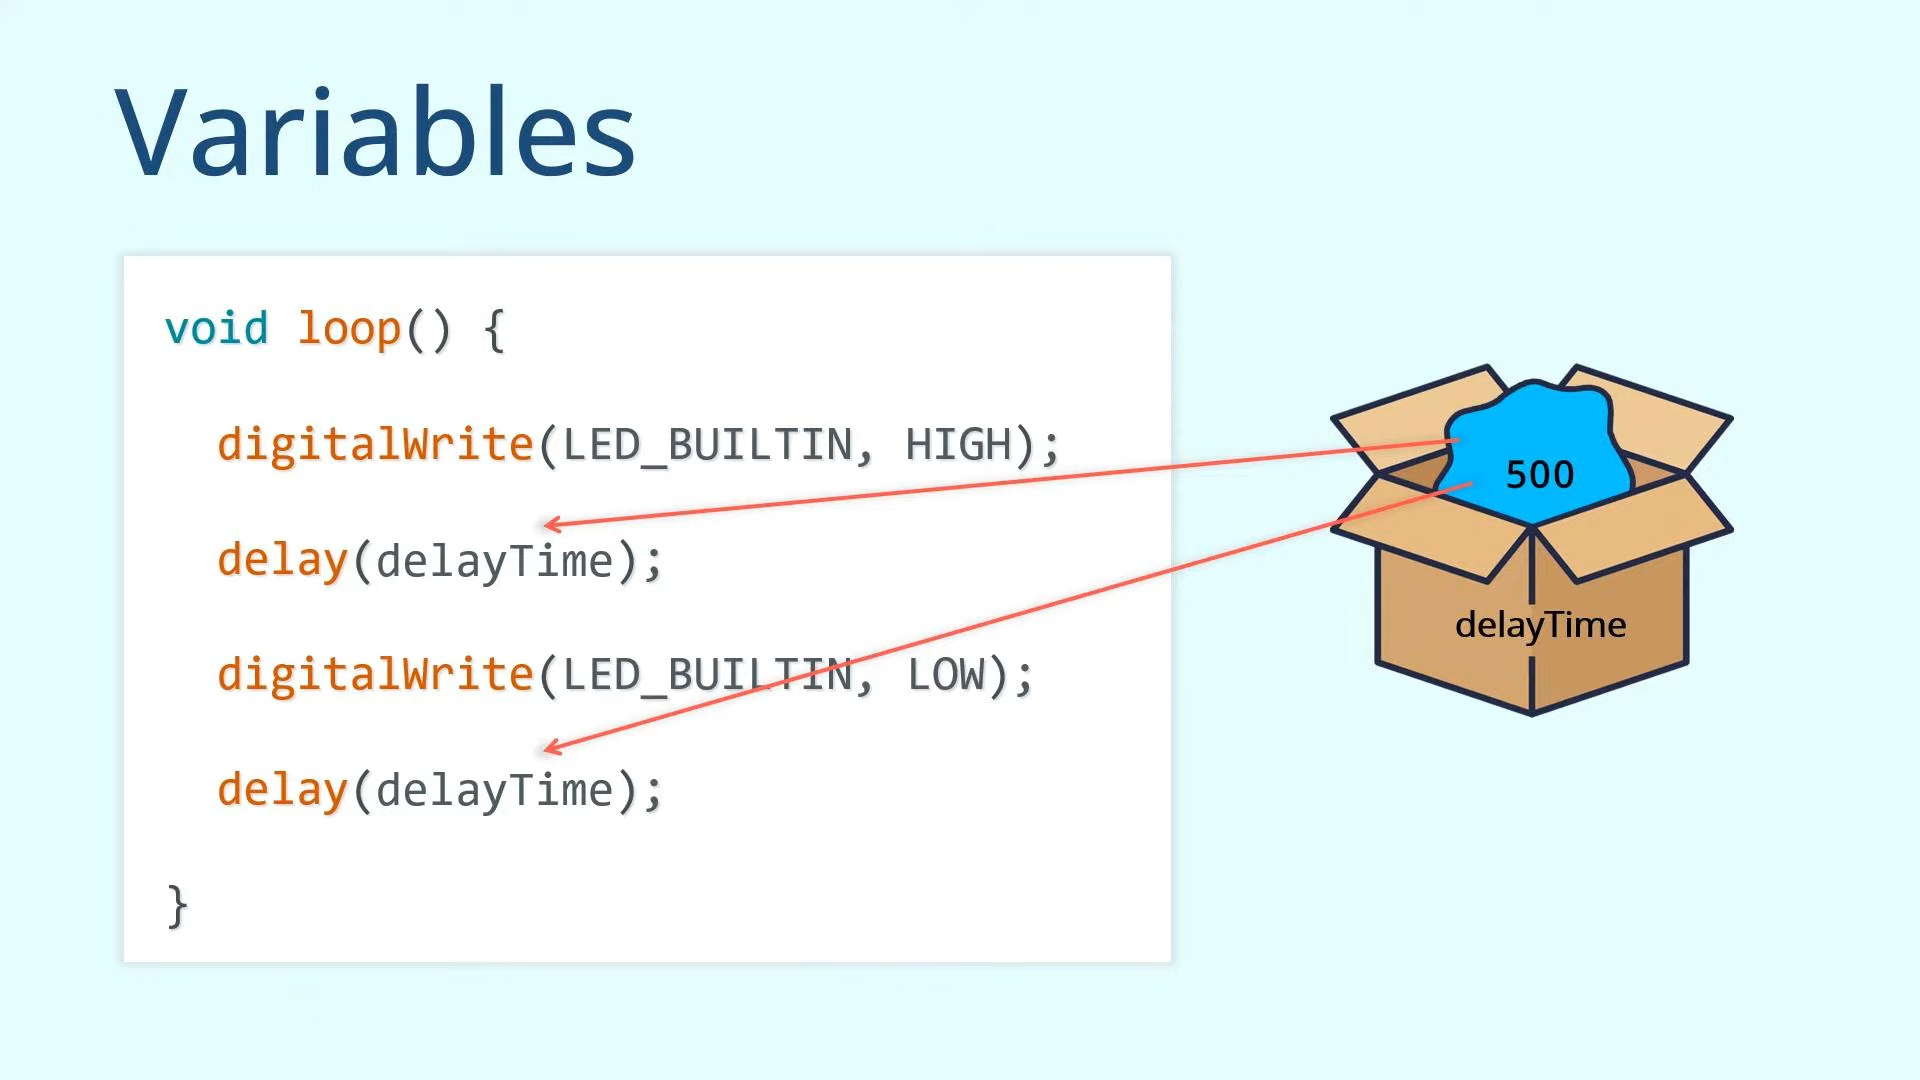 Variables
void loop() {
digitalWrite(LED_BUILTIN, HIGH);
delay(delayTime);
digitalWrite(LED_BUILTIN, LOW);
delay(delayTime);
}
500
delayTime